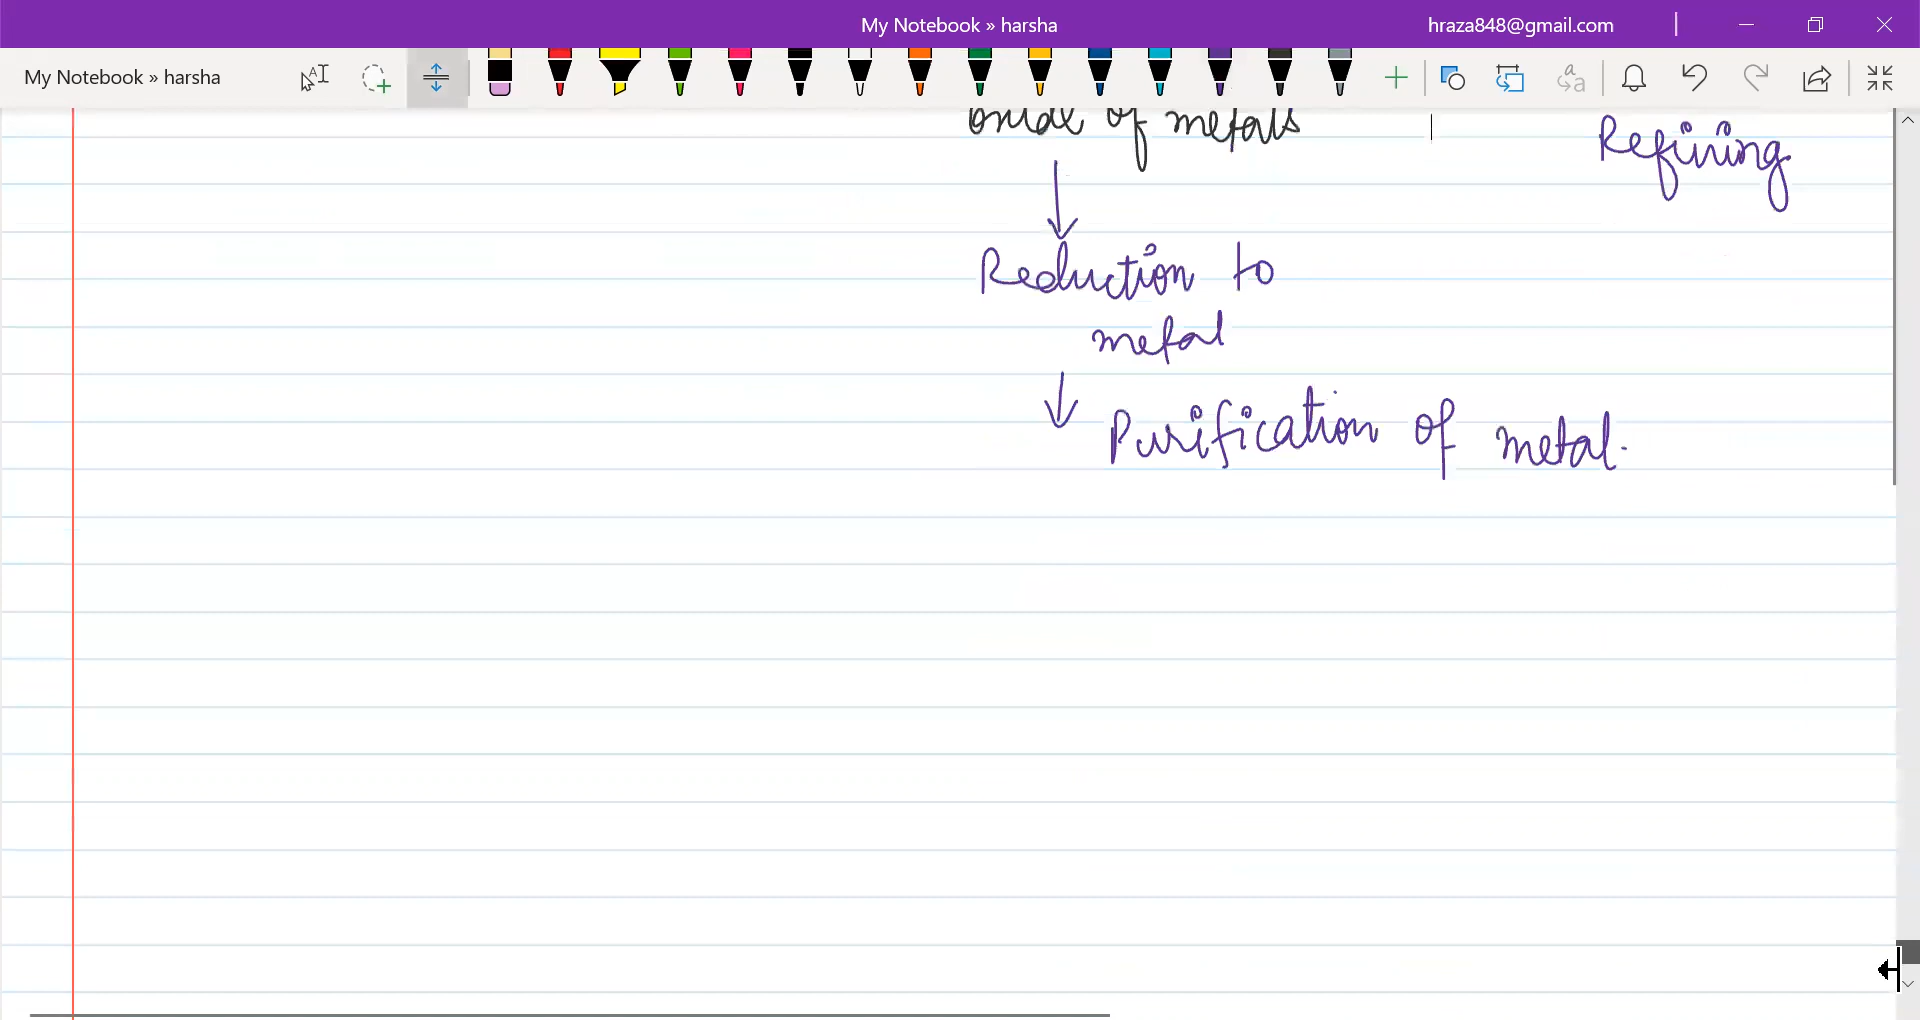 My Notebook » harsha
hraza848@gmail.com
My Notebook » harsha
oxide of metals
Refining
Reduction to
metal
Purification of metal.